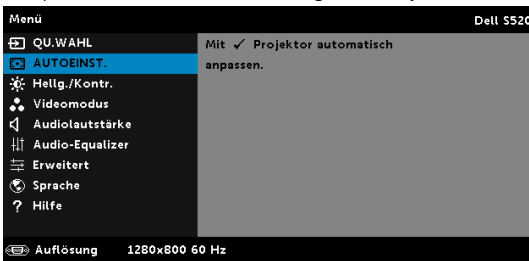 Menü
Dell S520
QU.WAHL
AUTOEINST.
Hellg./Kontr.
Videomodus
Audiolautstärke
Audio-Equalizer
Erweitert
Sprache
? Hilfe
Mit ✓ Projektor automatisch
anpassen.
Auflösung 1280x800 60 Hz